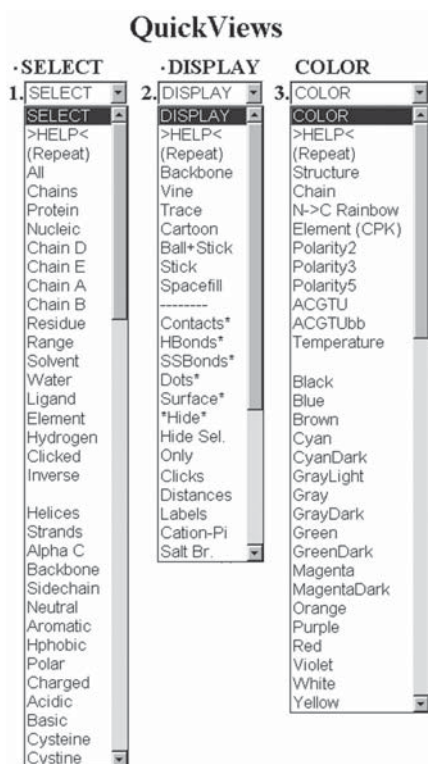 QuickViews
·SELECT
1. SELECT
SELECT
>HELP<
(Repeat)
All
Chains
Protein
Nucleic
Chain D
Chain E
Chain A
Chain B
Residue
Range
Solvent
Water
Ligand
Element
Hydrogen
Clicked
Inverse
Helices
Strands
Alpha C
Backbone
Sidechain
Neutral
Aromatic
Hphobic
Polar
Charged
Acidic
Basic
Cysteine
Cystine
·DISPLAY
2. DISPLAY
DISPLAY
>HELP<
(Repeat)
Backbone
Vine
Trace
Cartoon
Ball+Stick
Stick
Spacefill
--------
Contacts*
HBonds*
SSBonds*
Dots*
Surface*
*Hide*
Hide Sel.
Only
Clicks
Distances
Labels
Cation-Pi
Salt Br.
COLOR
3. COLOR
COLOR
>HELP<
(Repeat)
Structure
Chain
N->C Rainbow
Element (CPK)
Polarity2
Polarity3
Polarity5
ACGTU
ACGTUbb
Temperature
Black
Blue
Brown
Cyan
CyanDark
GrayLight
Gray
GrayDark
Green
GreenDark
Magenta
MagentaDark
Orange
Purple
Red
Violet
White
Yellow